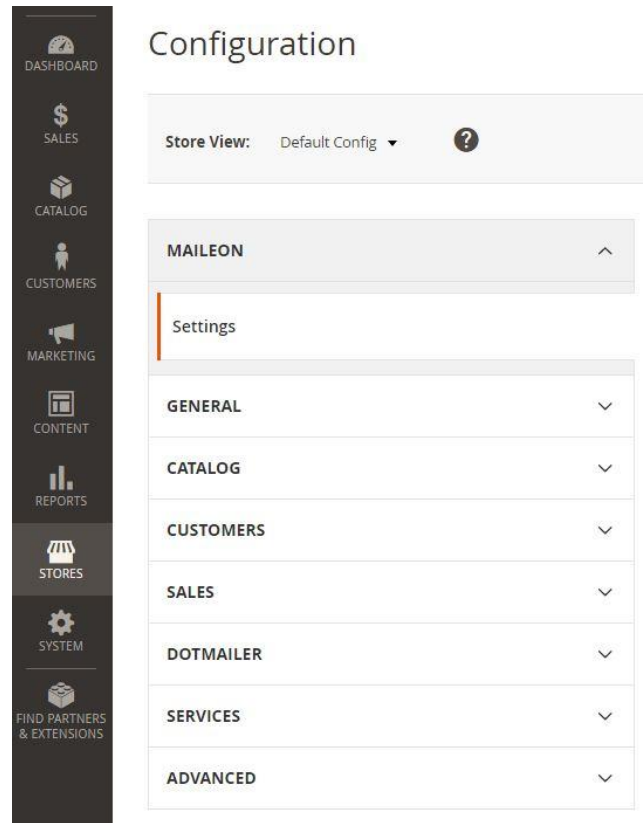 DASHBOARD
$
SALES
CATALOG
CUSTOMERS
MARKETING
CONTENT
REPORTS
STORES
SYSTEM
FIND PARTNERS
& EXTENSIONS
Configuration
Store View: Default Config ?
MAILEON
Settings
GENERAL
CATALOG
CUSTOMERS
SALES
DOTMAILER
SERVICES
ADVANCED